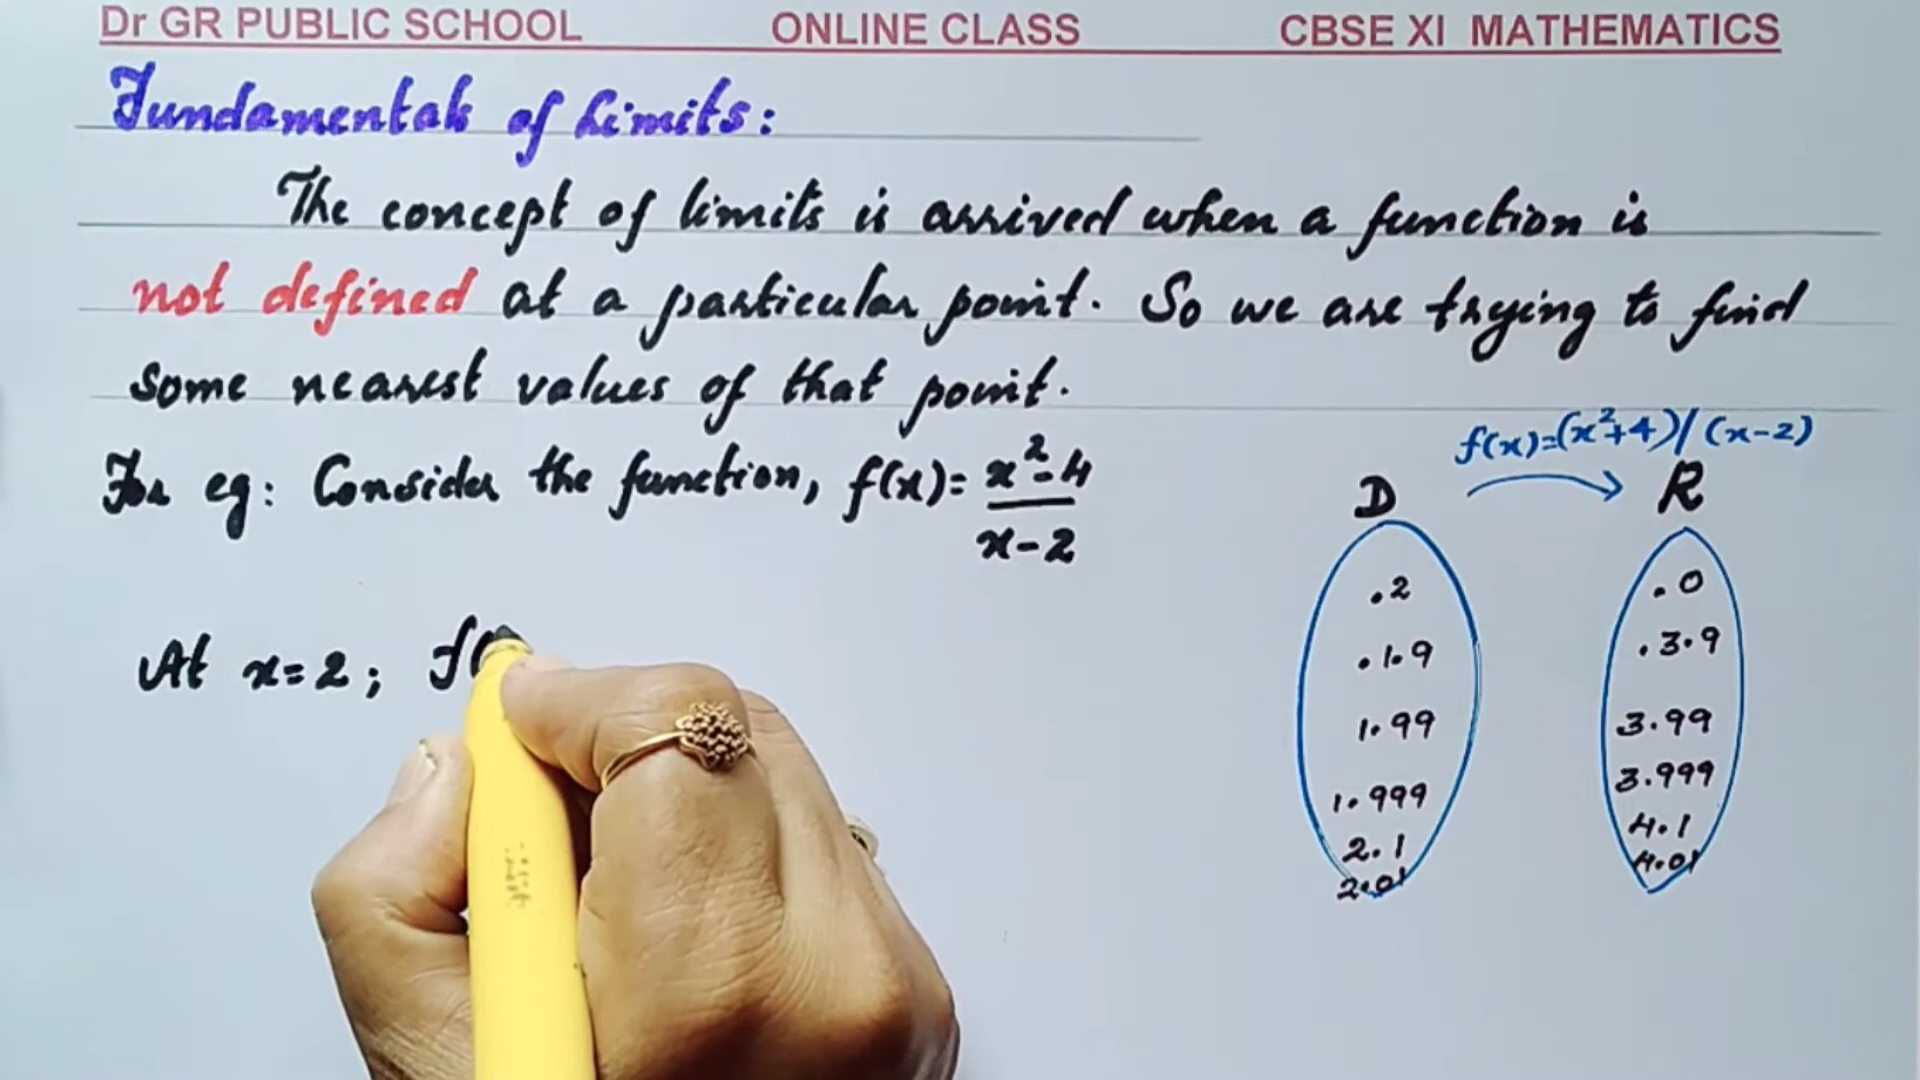 Dr GR PUBLIC SCHOOL ONLINE CLASS CBSE XI MATHEMATICS
Fundamentals of Limits:
The concept of limits is arrived when a function is
not defined at a particular point. So we are trying to find
some nearest values of that point.
For eg: Consider the function, f(x)= x²-4
x-2
f(x)=(x²+4)/(x-2)
D R
.2 .0
.1.9 .3.9
1.99 3.99
1.999 3.999
2.1 4.1
2.01 4.01
At x=2; f(